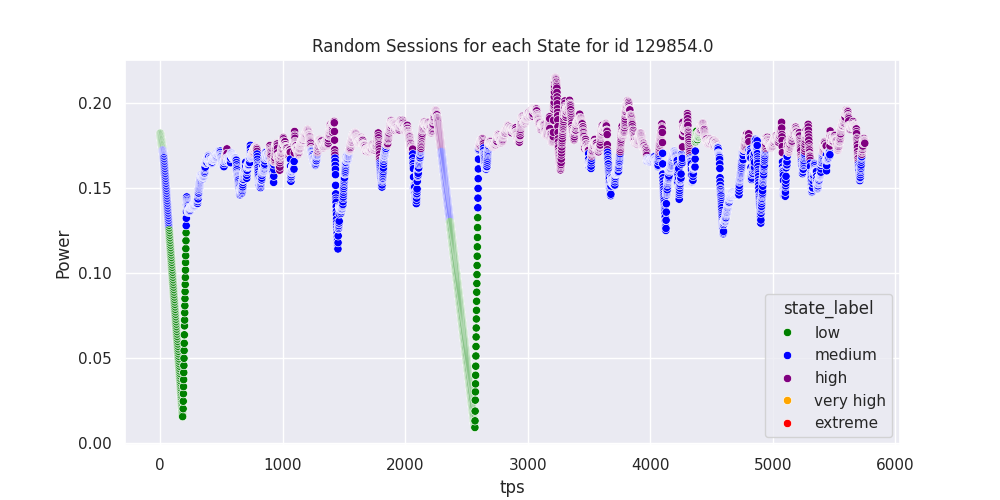 Random Sessions for each State for id 129854.0
Power
0.20
0.15
0.10
0.05
0.00
state_label
low
medium
high
very high
extreme
0 1000 2000 3000 4000 5000 6000
tps